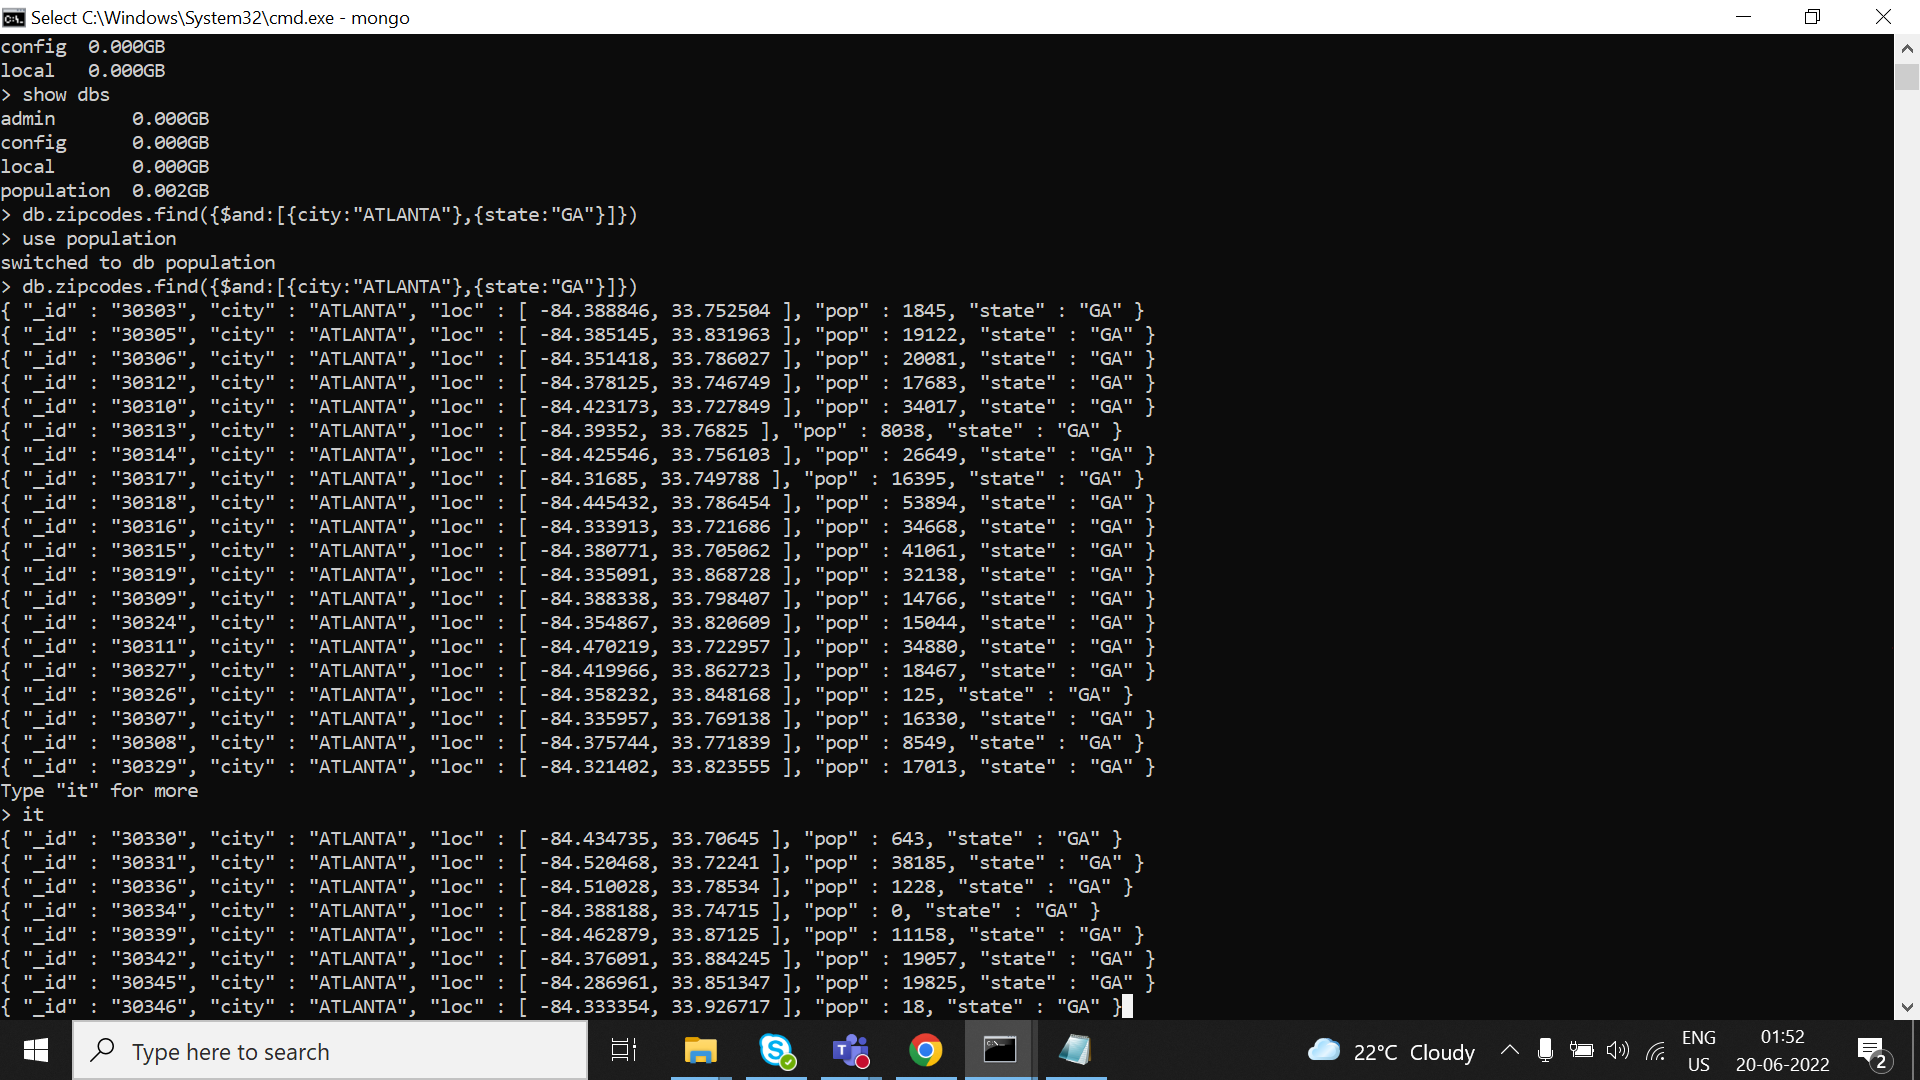 Select C:\Windows\System32\cmd.exe - mongo
config  0.000GB
local   0.000GB
> show dbs
admin       0.000GB
config      0.000GB
local       0.000GB
population  0.002GB
> db.zipcodes.find({$and:[{city:"ATLANTA"},{state:"GA"}]})
> use population
switched to db population
> db.zipcodes.find({$and:[{city:"ATLANTA"},{state:"GA"}]})
{ "_id" : "30303", "city" : "ATLANTA", "loc" : [ -84.388846, 33.752504 ], "pop" : 1845, "state" : "GA" }
{ "_id" : "30305", "city" : "ATLANTA", "loc" : [ -84.385145, 33.831963 ], "pop" : 19122, "state" : "GA" }
{ "_id" : "30306", "city" : "ATLANTA", "loc" : [ -84.351418, 33.786027 ], "pop" : 20081, "state" : "GA" }
{ "_id" : "30312", "city" : "ATLANTA", "loc" : [ -84.378125, 33.746749 ], "pop" : 17683, "state" : "GA" }
{ "_id" : "30310", "city" : "ATLANTA", "loc" : [ -84.423173, 33.727849 ], "pop" : 34017, "state" : "GA" }
{ "_id" : "30313", "city" : "ATLANTA", "loc" : [ -84.39352, 33.76825 ], "pop" : 8038, "state" : "GA" }
{ "_id" : "30314", "city" : "ATLANTA", "loc" : [ -84.425546, 33.756103 ], "pop" : 26649, "state" : "GA" }
{ "_id" : "30317", "city" : "ATLANTA", "loc" : [ -84.31685, 33.749788 ], "pop" : 16395, "state" : "GA" }
{ "_id" : "30318", "city" : "ATLANTA", "loc" : [ -84.445432, 33.786454 ], "pop" : 53894, "state" : "GA" }
{ "_id" : "30316", "city" : "ATLANTA", "loc" : [ -84.333913, 33.721686 ], "pop" : 34668, "state" : "GA" }
{ "_id" : "30315", "city" : "ATLANTA", "loc" : [ -84.380771, 33.705062 ], "pop" : 41061, "state" : "GA" }
{ "_id" : "30319", "city" : "ATLANTA", "loc" : [ -84.335091, 33.868728 ], "pop" : 32138, "state" : "GA" }
{ "_id" : "30309", "city" : "ATLANTA", "loc" : [ -84.388338, 33.798407 ], "pop" : 14766, "state" : "GA" }
{ "_id" : "30324", "city" : "ATLANTA", "loc" : [ -84.354867, 33.820609 ], "pop" : 15044, "state" : "GA" }
{ "_id" : "30311", "city" : "ATLANTA", "loc" : [ -84.470219, 33.722957 ], "pop" : 34880, "state" : "GA" }
{ "_id" : "30327", "city" : "ATLANTA", "loc" : [ -84.419966, 33.862723 ], "pop" : 18467, "state" : "GA" }
{ "_id" : "30326", "city" : "ATLANTA", "loc" : [ -84.358232, 33.848168 ], "pop" : 125, "state" : "GA" }
{ "_id" : "30307", "city" : "ATLANTA", "loc" : [ -84.335957, 33.769138 ], "pop" : 16330, "state" : "GA" }
{ "_id" : "30308", "city" : "ATLANTA", "loc" : [ -84.375744, 33.771839 ], "pop" : 8549, "state" : "GA" }
{ "_id" : "30329", "city" : "ATLANTA", "loc" : [ -84.321402, 33.823555 ], "pop" : 17013, "state" : "GA" }
Type "it" for more
> it
{ "_id" : "30330", "city" : "ATLANTA", "loc" : [ -84.434735, 33.70645 ], "pop" : 643, "state" : "GA" }
{ "_id" : "30331", "city" : "ATLANTA", "loc" : [ -84.520468, 33.72241 ], "pop" : 38185, "state" : "GA" }
{ "_id" : "30336", "city" : "ATLANTA", "loc" : [ -84.510028, 33.78534 ], "pop" : 1228, "state" : "GA" }
{ "_id" : "30334", "city" : "ATLANTA", "loc" : [ -84.388188, 33.74715 ], "pop" : 0, "state" : "GA" }
{ "_id" : "30339", "city" : "ATLANTA", "loc" : [ -84.462879, 33.87125 ], "pop" : 11158, "state" : "GA" }
{ "_id" : "30342", "city" : "ATLANTA", "loc" : [ -84.376091, 33.884245 ], "pop" : 19057, "state" : "GA" }
{ "_id" : "30345", "city" : "ATLANTA", "loc" : [ -84.286961, 33.851347 ], "pop" : 19825, "state" : "GA" }
{ "_id" : "30346", "city" : "ATLANTA", "loc" : [ -84.333354, 33.926717 ], "pop" : 18, "state" : "GA" }
Type here to search
22°C Cloudy
ENG
US
01:52
20-06-2022
2